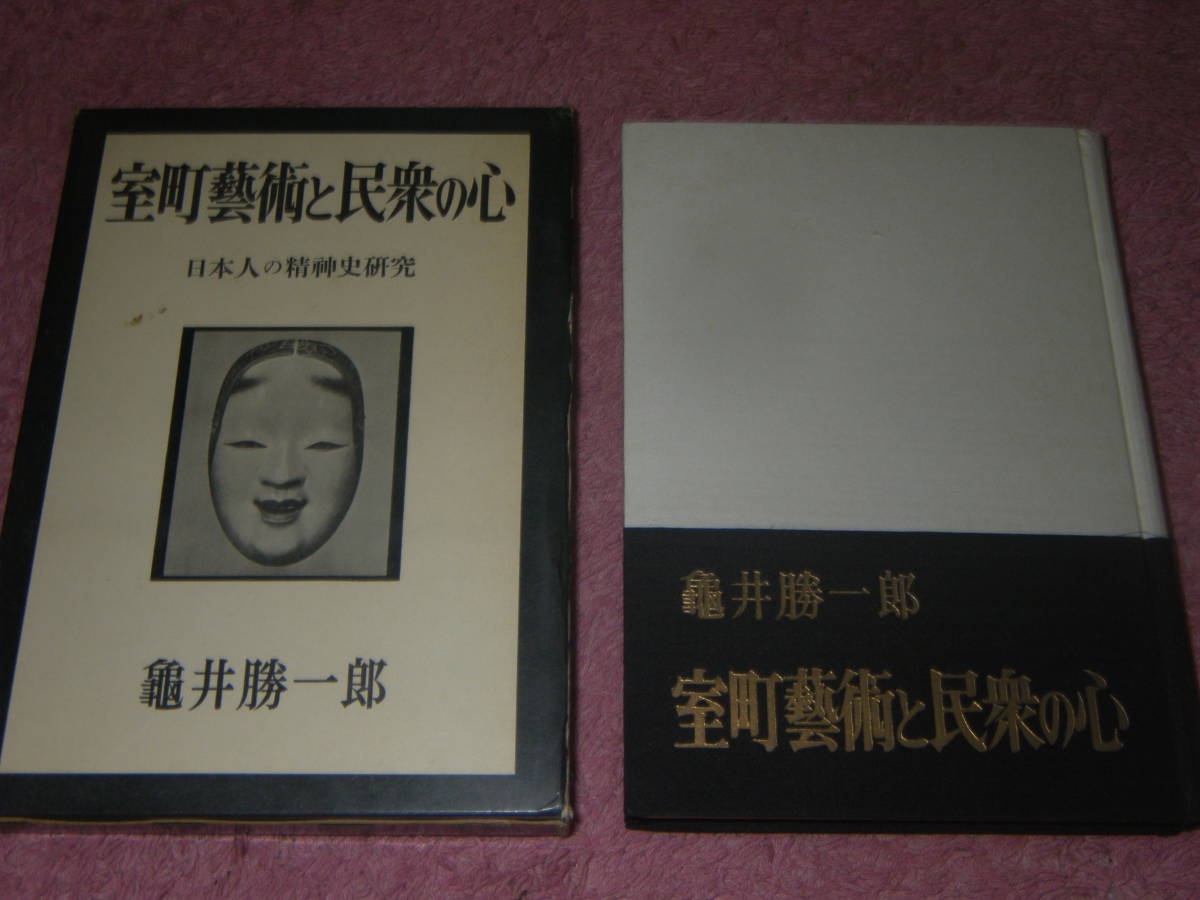 室町藝術と民衆の心
日本人の精神史研究
龜井勝一郎
龜井勝一郎
室町藝術と民衆の心